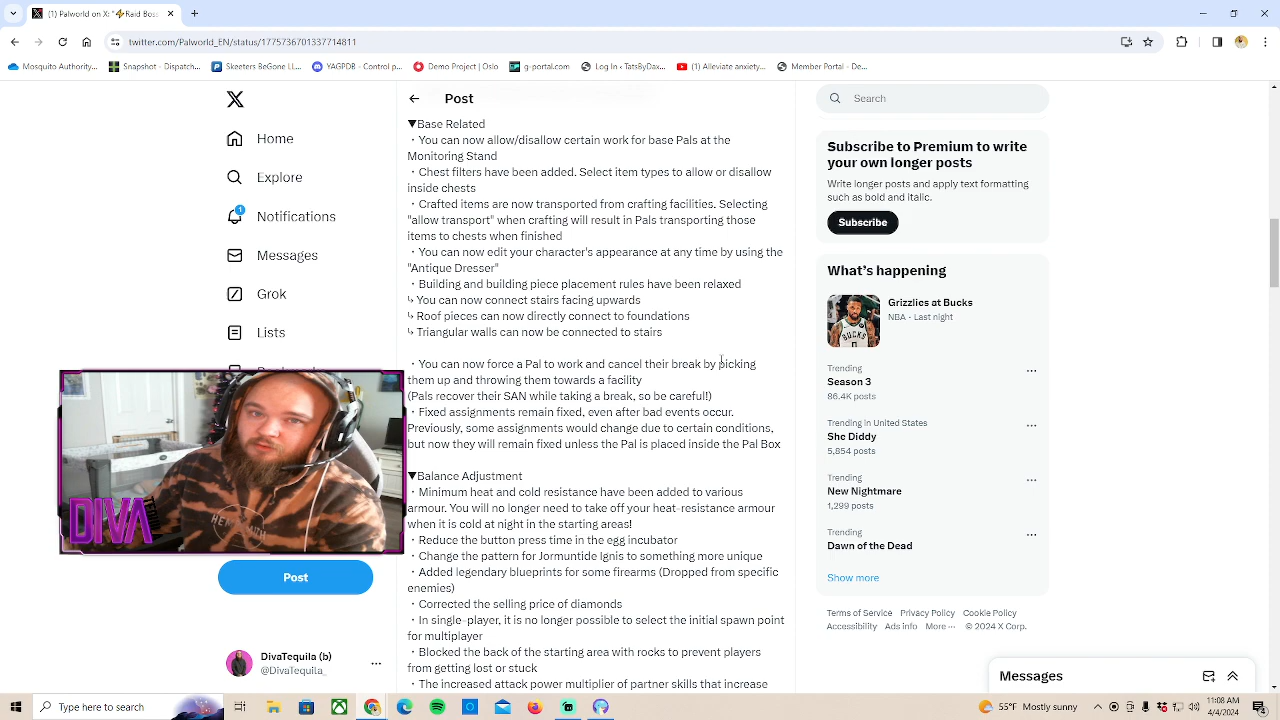 (1) Palworld on X: "⚡Raid Boss
twitter.com/Palworld_EN/status/1775736701337714811
Mosquito Authority...
Snapshot - Dispatch...
Skeeters BeGone LL...
YAGPDB - Control p...
Demo Project | Oslo
g-portal.com
Log In ‹ Tats8yDax...
(1) Alleviate anxiety...
Member Portal - De...
Home
Explore
1
Notifications
Messages
Grok
Lists
Post
DivaTequila (b)
@DivaTequila_
DIVA
Post
▼Base Related
・You can now allow/disallow certain work for base Pals at the
Monitoring Stand
・Chest filters have been added. Select item types to allow or disallow
inside chests
・Crafted items are now transported from crafting facilities. Selecting
"allow transport" when crafting will result in Pals transporting those
items to chests when finished
・You can now edit your character's appearance at any time by using the
"Antique Dresser"
・Building and building piece placement rules have been relaxed
↳ You can now connect stairs facing upwards
↳ Roof pieces can now directly connect to foundations
↳ Triangular walls can now be connected to stairs
・You can now force a Pal to work and cancel their break by picking
them up and throwing them towards a facility
(Pals recover their SAN while taking a break, so be careful!)
・Fixed assignments remain fixed, even after bad events occur.
Previously, some assignments would change due to certain conditions,
but now they will remain fixed unless the Pal is placed inside the Pal Box
▼Balance Adjustment
・Minimum heat and cold resistance have been added to various
armour. You will no longer need to take off your heat-resistance armour
when it is cold at night in the starting areas!
・Reduce the button press time in the egg incubator
・Change the pattern for Jormuntide Ignis to something more unique
・Added legendary blueprints for some firearms (Dropped from specific
enemies)
・Corrected the selling price of diamonds
・In single-player, it is no longer possible to select the initial spawn point
for multiplayer
・Blocked the back of the starting area with rocks to prevent players
from getting lost or stuck
・The increased attack power multiplier of partner skills that increase
Search
Subscribe to Premium to write
your own longer posts
Write longer posts and apply text formatting
such as bold and italic.
Subscribe
What's happening
Grizzlies at Bucks
NBA · Last night
Trending
Season 3
86.4K posts
Trending in United States
She Diddy
5,854 posts
Trending
New Nightmare
1,299 posts
Trending
Dawn of the Dead
Show more
Terms of Service Privacy Policy Cookie Policy
Accessibility Ads info More ··· © 2024 X Corp.
Messages
Type here to search
55°F Mostly sunny
11:08 AM
4/4/2024